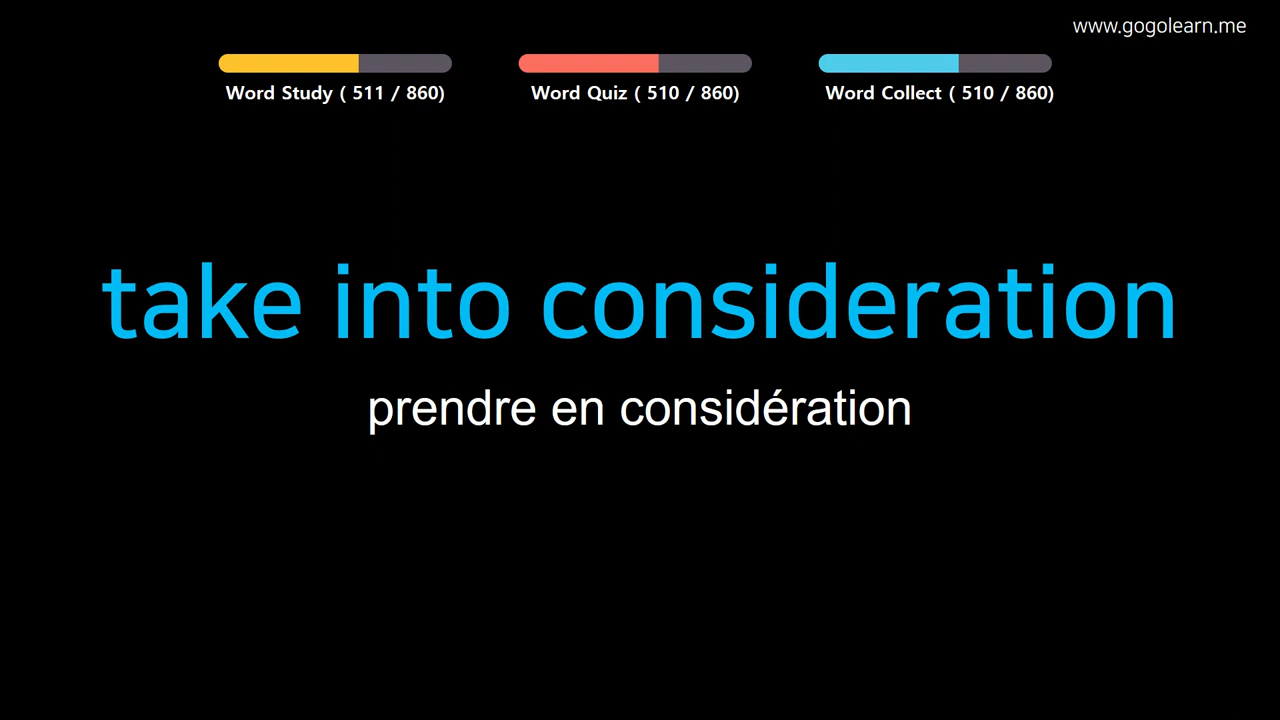 www.gogolearn.me
Word Study ( 511 / 860)
Word Quiz ( 510 / 860)
Word Collect ( 510 / 860)
take into consideration
prendre en considération